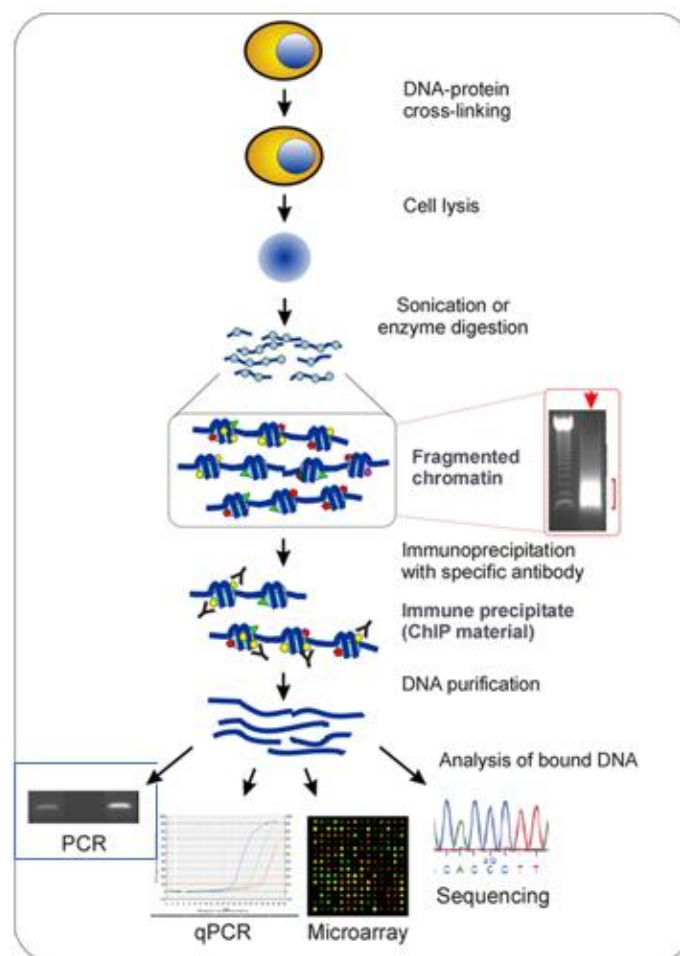 DNA-protein
cross-linking
Cell lysis
Sonication or
enzyme digestion
Fragmented
chromatin
Immunoprecipitation
with specific antibody
Immune precipitate
(ChIP material)
DNA purification
Analysis of bound DNA
PCR
qPCR
Microarray
Sequencing